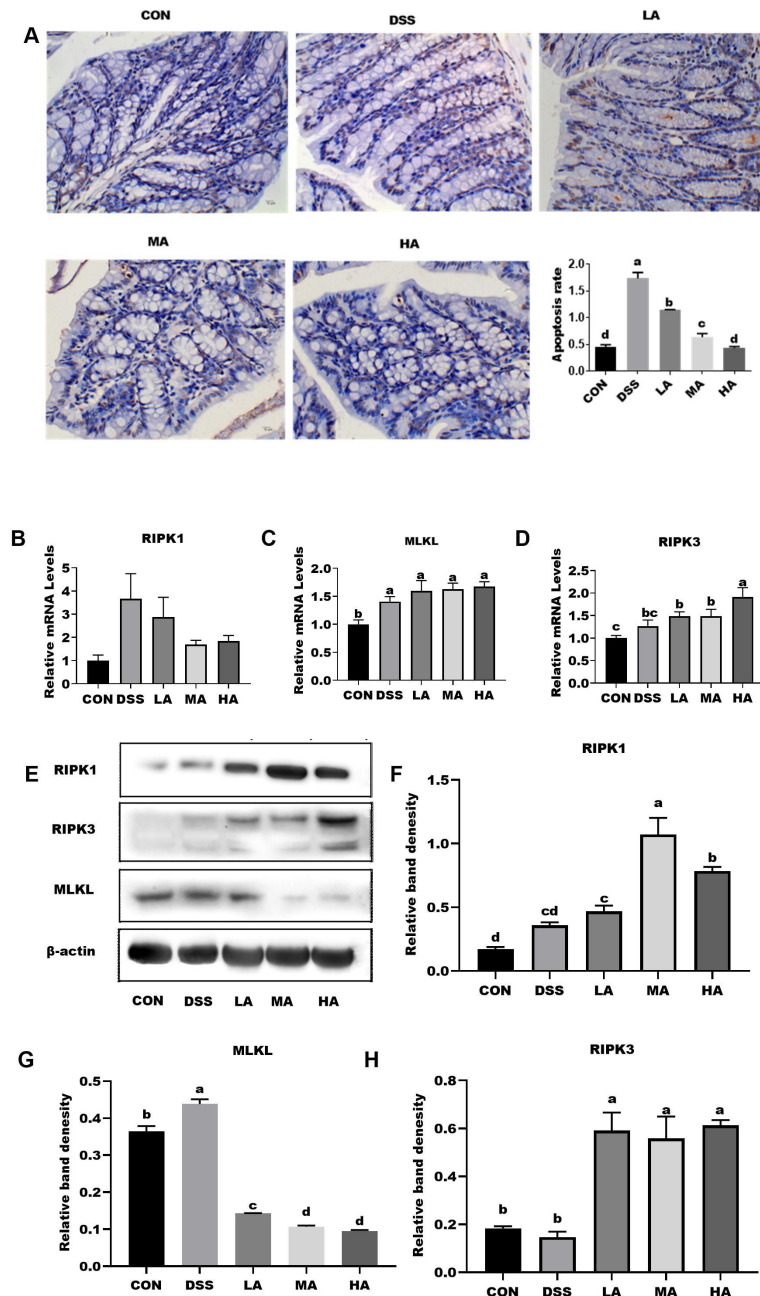 A
CON
DSS
LA
MA
HA
Apoptosis rate
2.0
1.5
1.0
0.5
0.0
d
a
b
c
d
CON
DSS
LA
MA
HA
B
RIPK1
Relative mRNA Levels
5
4
3
2
1
0
CON DSS LA MA HA
C
MLKL
Relative mRNA Levels
2.0
1.5
1.0
0.5
0.0
b
a
a
a
a
CON DSS LA MA HA
D
RIPK3
Relative mRNA Levels
2.5
2.0
1.5
1.0
0.5
0.0
c
bc
b
b
a
CON DSS LA MA HA
E
RIPK1
RIPK3
MLKL
β-actin
CON DSS LA MA HA
F
RIPK1
Relative band denesity
1.5
1.0
0.5
0.0
d
cd
c
a
b
CON DSS LA MA HA
G
MLKL
Relative band denesity
0.5
0.4
0.3
0.2
0.1
0.0
b
a
c
d
d
CON DSS LA MA HA
H
RIPK3
Relative band denesity
0.8
0.6
0.4
0.2
0.0
b
b
a
a
a
CON DSS LA MA HA